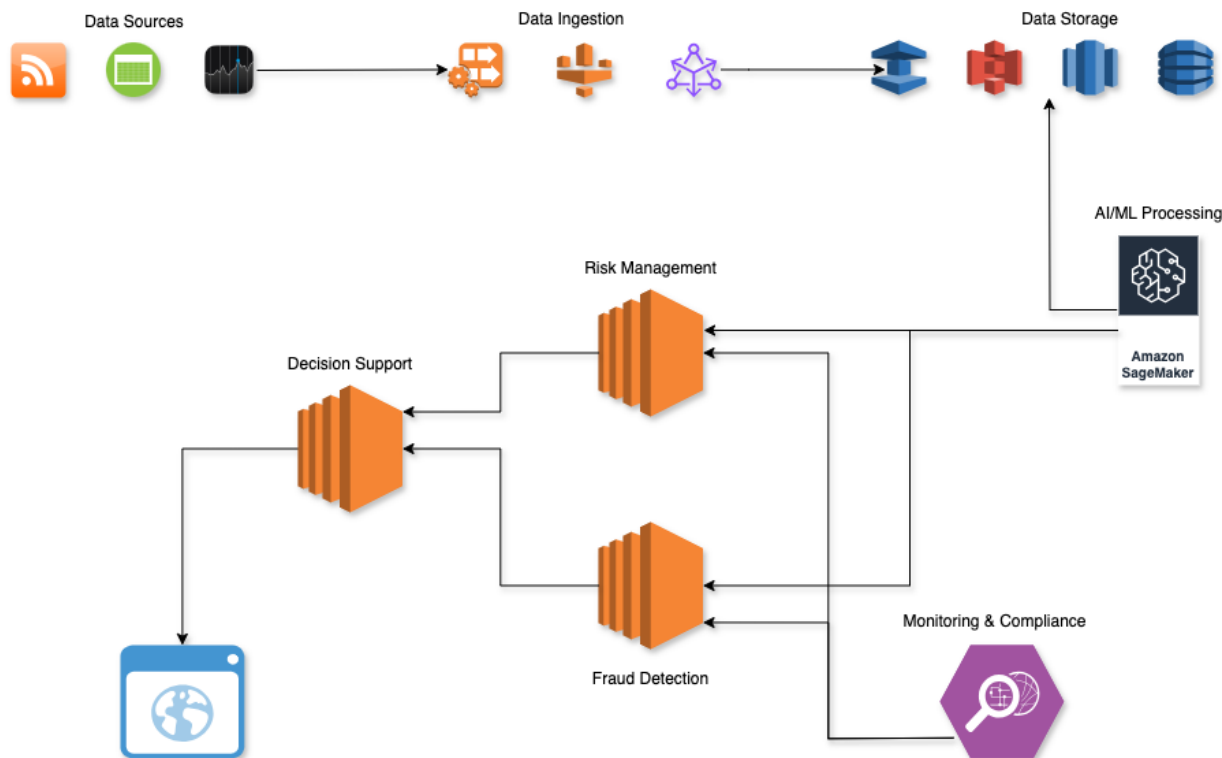 Data Sources
Data Ingestion
Data Storage
AI/ML Processing
Risk Management
Amazon
SageMaker
Decision Support
Monitoring & Compliance
Fraud Detection